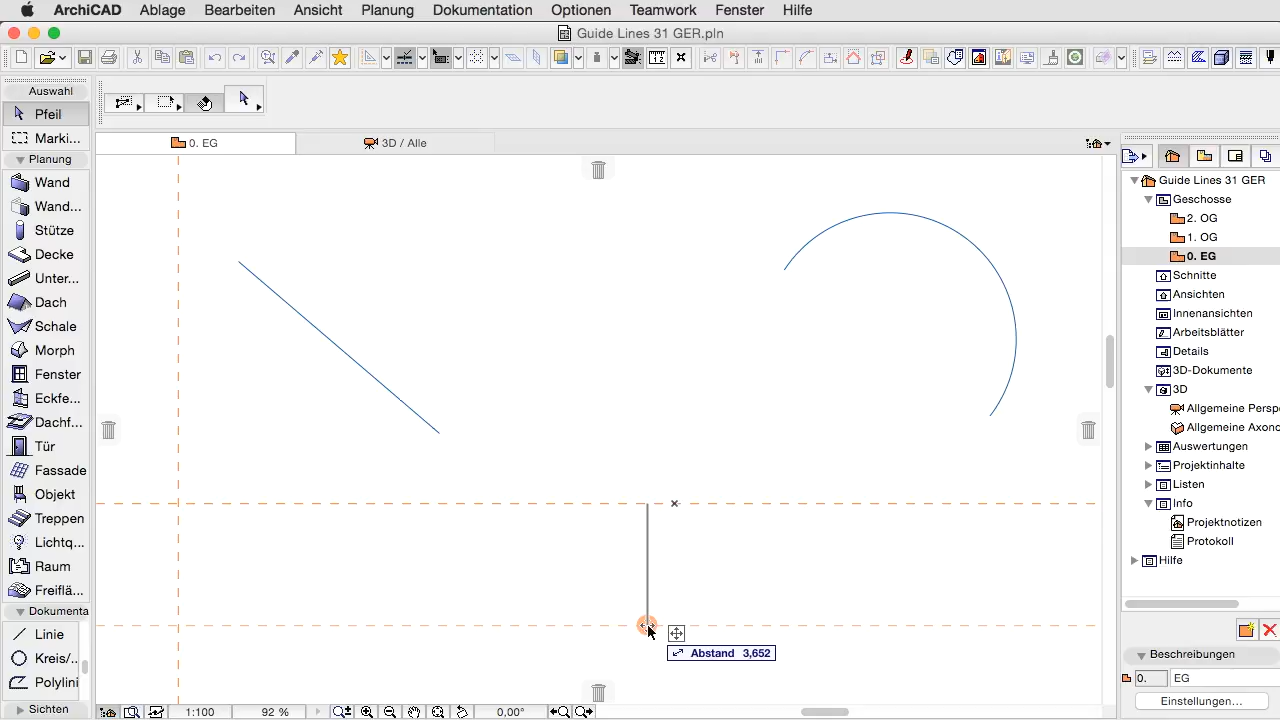 ArchiCAD Ablage Bearbeiten Ansicht Planung Dokumentation Optionen Teamwork Fenster Hilfe
Guide Lines 31 GER.pln
Auswahl
Pfeil
Marki...
Planung
Wand
Wand...
Stütze
Decke
Unter...
Dach
Schale
Morph
Fenster
Eckfe...
Dachf...
Tür
Fassade
Objekt
Treppen
Lichtq...
Raum
Freiflä...
Dokumenta
Linie
Kreis/..
Polylini
Sichten
0. EG
3D / Alle
Abstand 3,652
1:100
92 %
0,00°
Guide Lines 31 GER
Geschosse
2. OG
1. OG
0. EG
Schnitte
Ansichten
Innenansichten
Arbeitsblätter
Details
3D-Dokumente
3D
Allgemeine Persp
Allgemeine Axono
Auswertungen
Projektinhalte
Listen
Info
Projektnotizen
Protokoll
Hilfe
Beschreibungen
0. EG
Einstellungen...